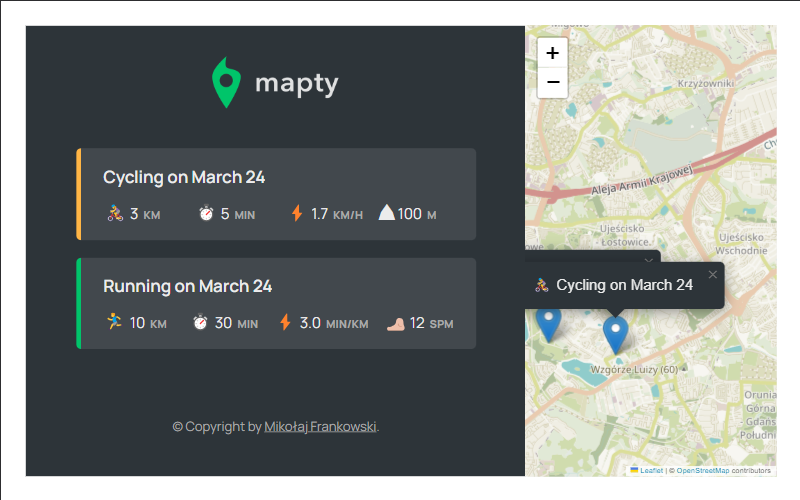 mapty
Cycling on March 24
3 KM 5 MIN 1.7 KM/H 100 M
Running on March 24
10 KM 30 MIN 3.0 MIN/KM 12 SPM
© Copyright by Mikołaj Frankowski.
+
−
Krzyżowniki
Aleja Armii Krajowej
Ujeścisko
Łostowice
Ujeścisko
Wschodnie
×
Cycling on March 24
Wzgórze Luizy (60)
Orunia
Górna
- Gdańs
Południ
Leaflet | © OpenStreetMap contributors